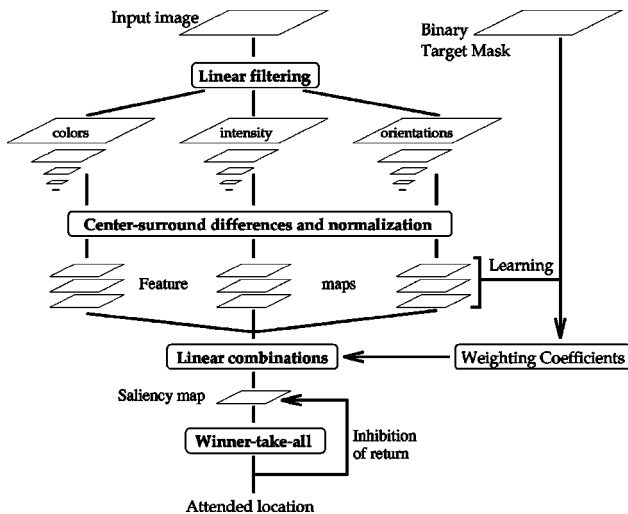 Input image
Binary
Target Mask
Linear filtering
colors
intensity
orientations
Center-surround differences and normalization
Feature
maps
Learning
Linear combinations
Weighting Coefficients
Saliency map
Winner-take-all
Inhibition
of return
Attended location